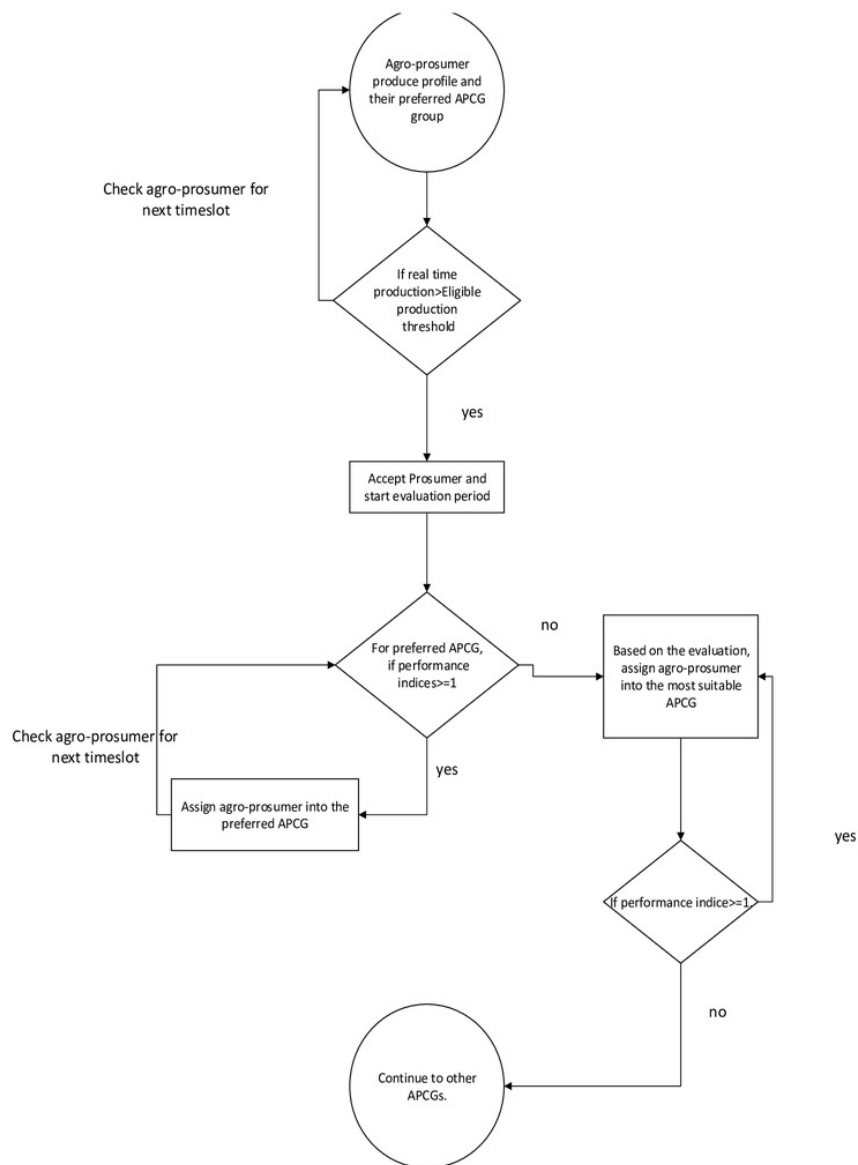 Agro-prosumer
produce profile and
their preferred APCG
group
Check agro-prosumer for
next timeslot
If real time
production>Eligible
production
threshold
yes
Accept Prosumer and
start evaluation period
no
For preferred APCG,
if performance
indices>=1
Based on the evaluation,
assign agro-prosumer
into the most suitable
APCG
Check agro-prosumer for
next timeslot
yes
Assign agro-prosumer into the
preferred APCG
yes
If performance indice>=1.
no
Continue to other
APCGs.